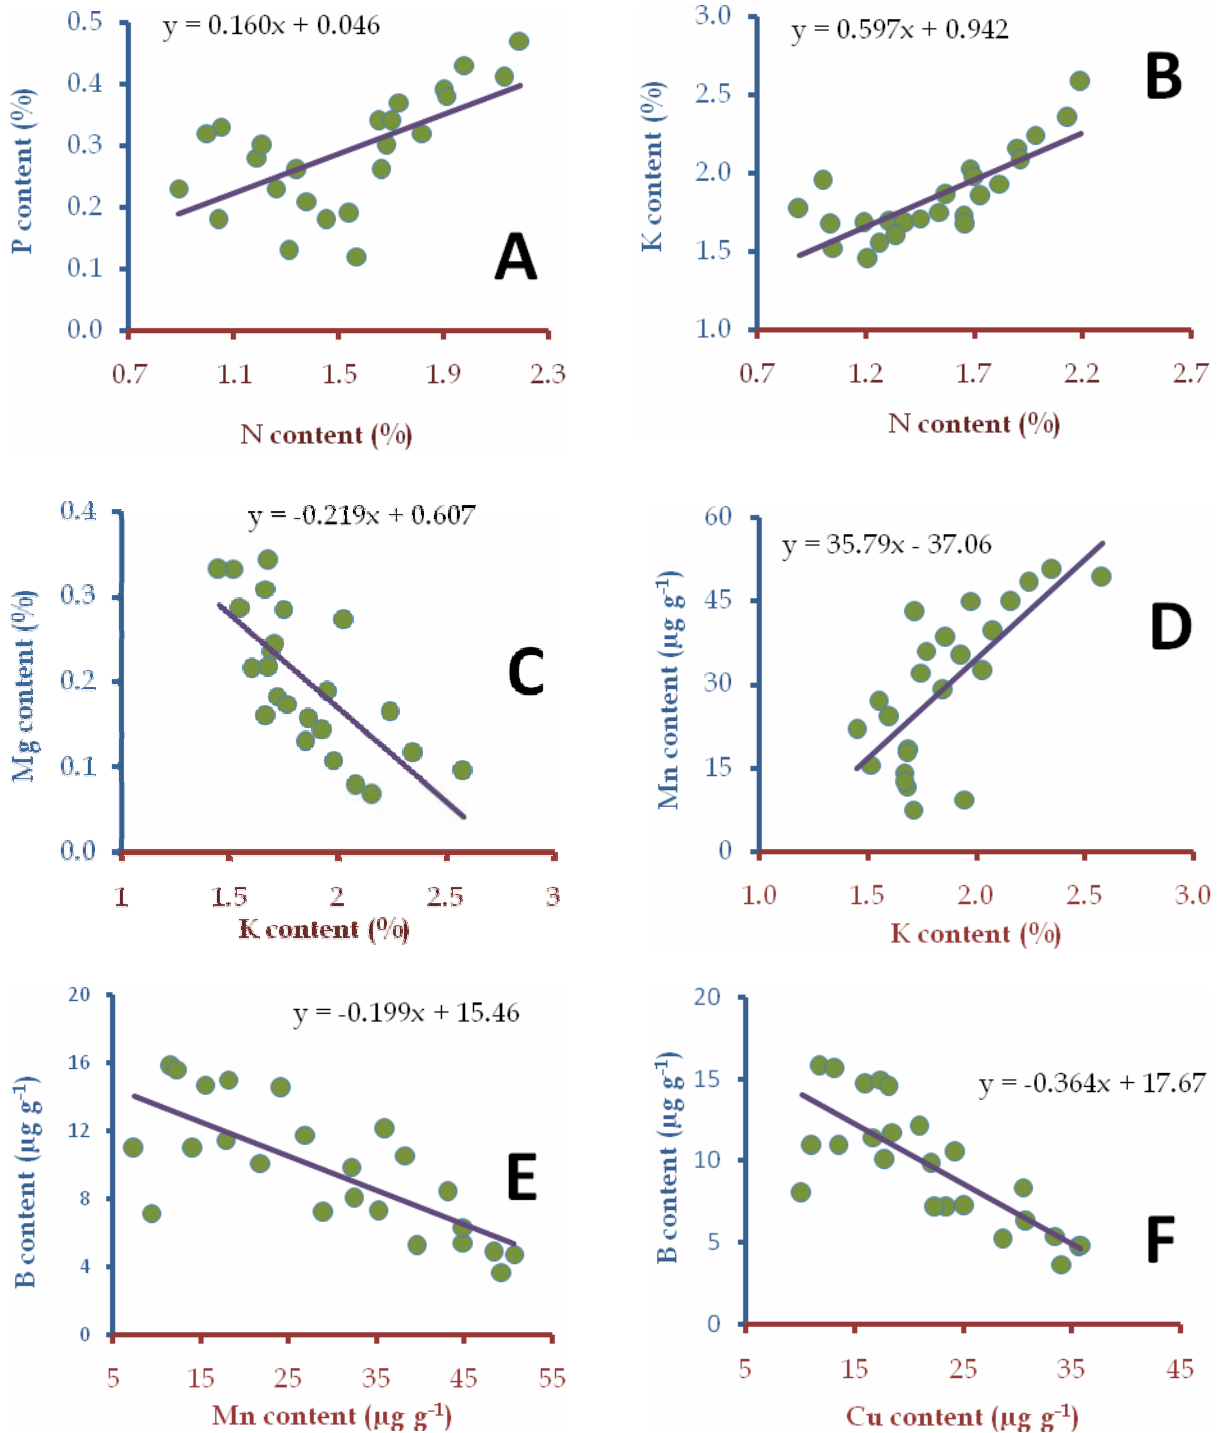 y = 0.160x + 0.046
P content (%)
0.5
0.4
0.3
0.2
0.1
0.0
A
0.7 1.1 1.5 1.9 2.3
N content (%)
y = 0.597x + 0.942
K content (%)
3.0
2.5
2.0
1.5
1.0
B
0.7 1.2 1.7 2.2 2.7
N content (%)
y = -0.219x + 0.607
Mg content (%)
0.4
0.3
0.2
0.1
0.0
C
1 1.5 2 2.5 3
K content (%)
y = 35.79x - 37.06
Mn content (µg g-1)
60
45
30
15
0
D
1.0 1.5 2.0 2.5 3.0
K content (%)
y = -0.199x + 15.46
B content (µg g-1)
20
16
12
8
4
0
E
5 15 25 35 45 55
Mn content (µg g-1)
y = -0.364x + 17.67
B content (µg g-1)
20
15
10
5
0
F
5 15 25 35 45
Cu content (µg g-1)